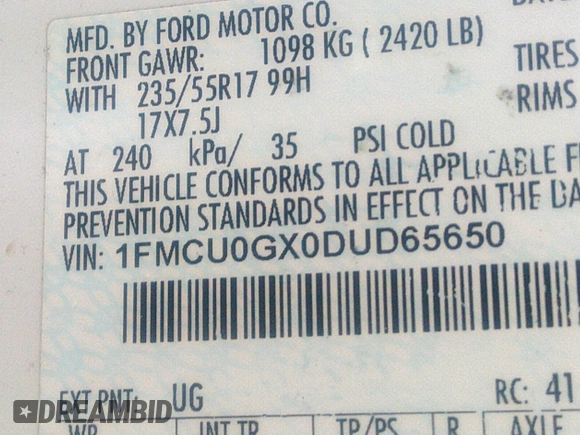 MFD. BY FORD MOTOR CO.
FRONT GAWR: 1098 KG ( 2420 LB)
WITH 235/55R17 99H
TIRES
17X7.5J
RIMS
AT 240 kPa/ 35 PSI COLD
THIS VEHICLE CONFORMS TO ALL APPLICABLE
PREVENTION STANDARDS IN EFFECT ON THE
VIN: 1FMCU0GX0DUD65650
EXT PNT: UG RC: 41
DREAMBID
WB INT TR TP/PS R AXLE